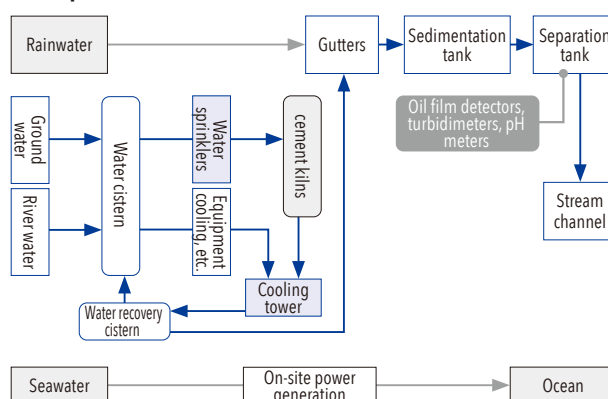 Rainwater
Gutters
Sedimentation
tank
Separation
tank
Oil film detectors,
turbidimeters, pH
meters
Ground
water
Water cistern
Water
sprinklers
cement kilns
River water
Equipment
cooling, etc.
Stream
channel
Cooling
tower
Water recovery
cistern
Seawater
On-site power
generation
Ocean